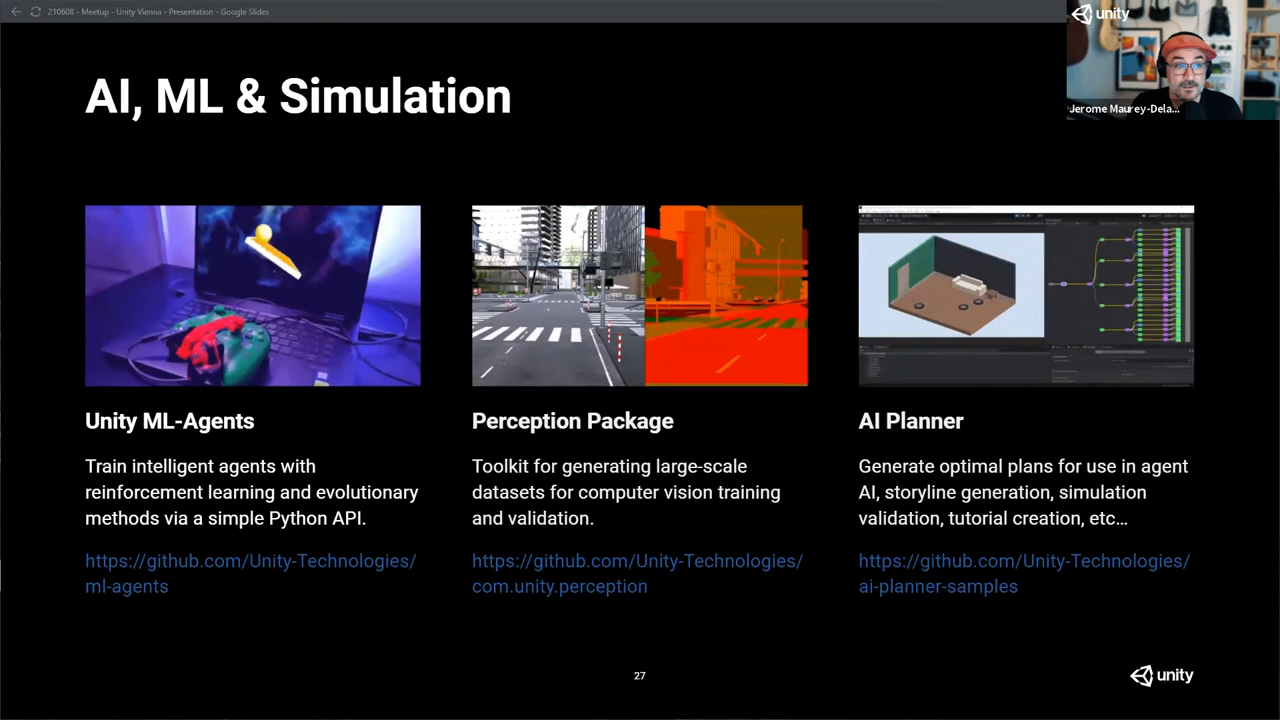 210608 - Meetup - Unity Vienna - Presentation - Google Slides
unity
Jerome Maurey-Dela...
AI, ML & Simulation
Unity ML-Agents
Train intelligent agents with
reinforcement learning and evolutionary
methods via a simple Python API.
https://github.com/Unity-Technologies/
ml-agents
Perception Package
Toolkit for generating large-scale
datasets for computer vision training
and validation.
https://github.com/Unity-Technologies/
com.unity.perception
AI Planner
Generate optimal plans for use in agent
AI, storyline generation, simulation
validation, tutorial creation, etc…
https://github.com/Unity-Technologies/
ai-planner-samples
27
unity